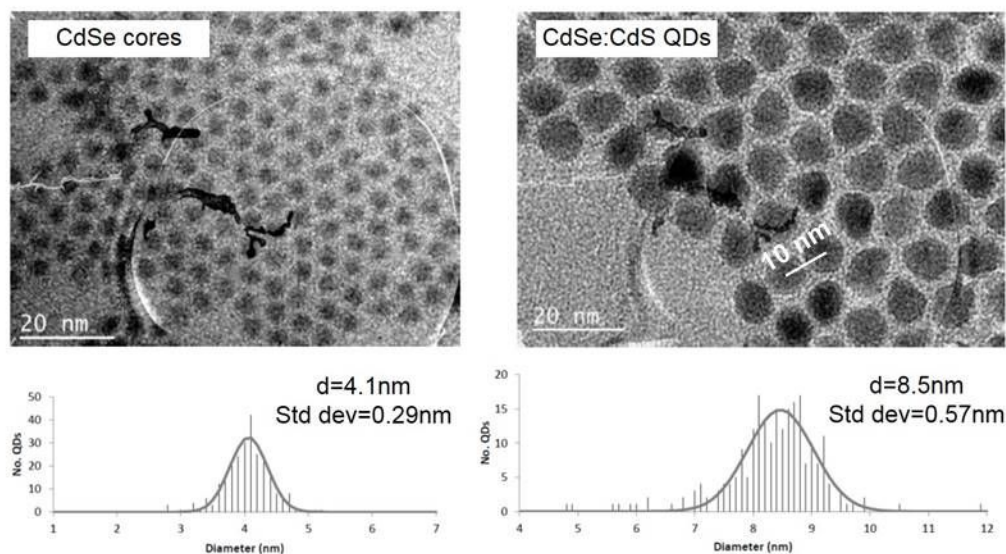 CdSe cores
CdSe:CdS QDs
20 nm
10 nm
20 nm
d=4.1nm
Std dev=0.29nm
50
40
30
20
10
0
No. QDs
1 2 3 4 5 6 7
Diameter (nm)
d=8.5nm
Std dev=0.57nm
20
15
10
5
0
No. QDs
4 5 6 7 8 9 10 11 12
Diameter (nm)